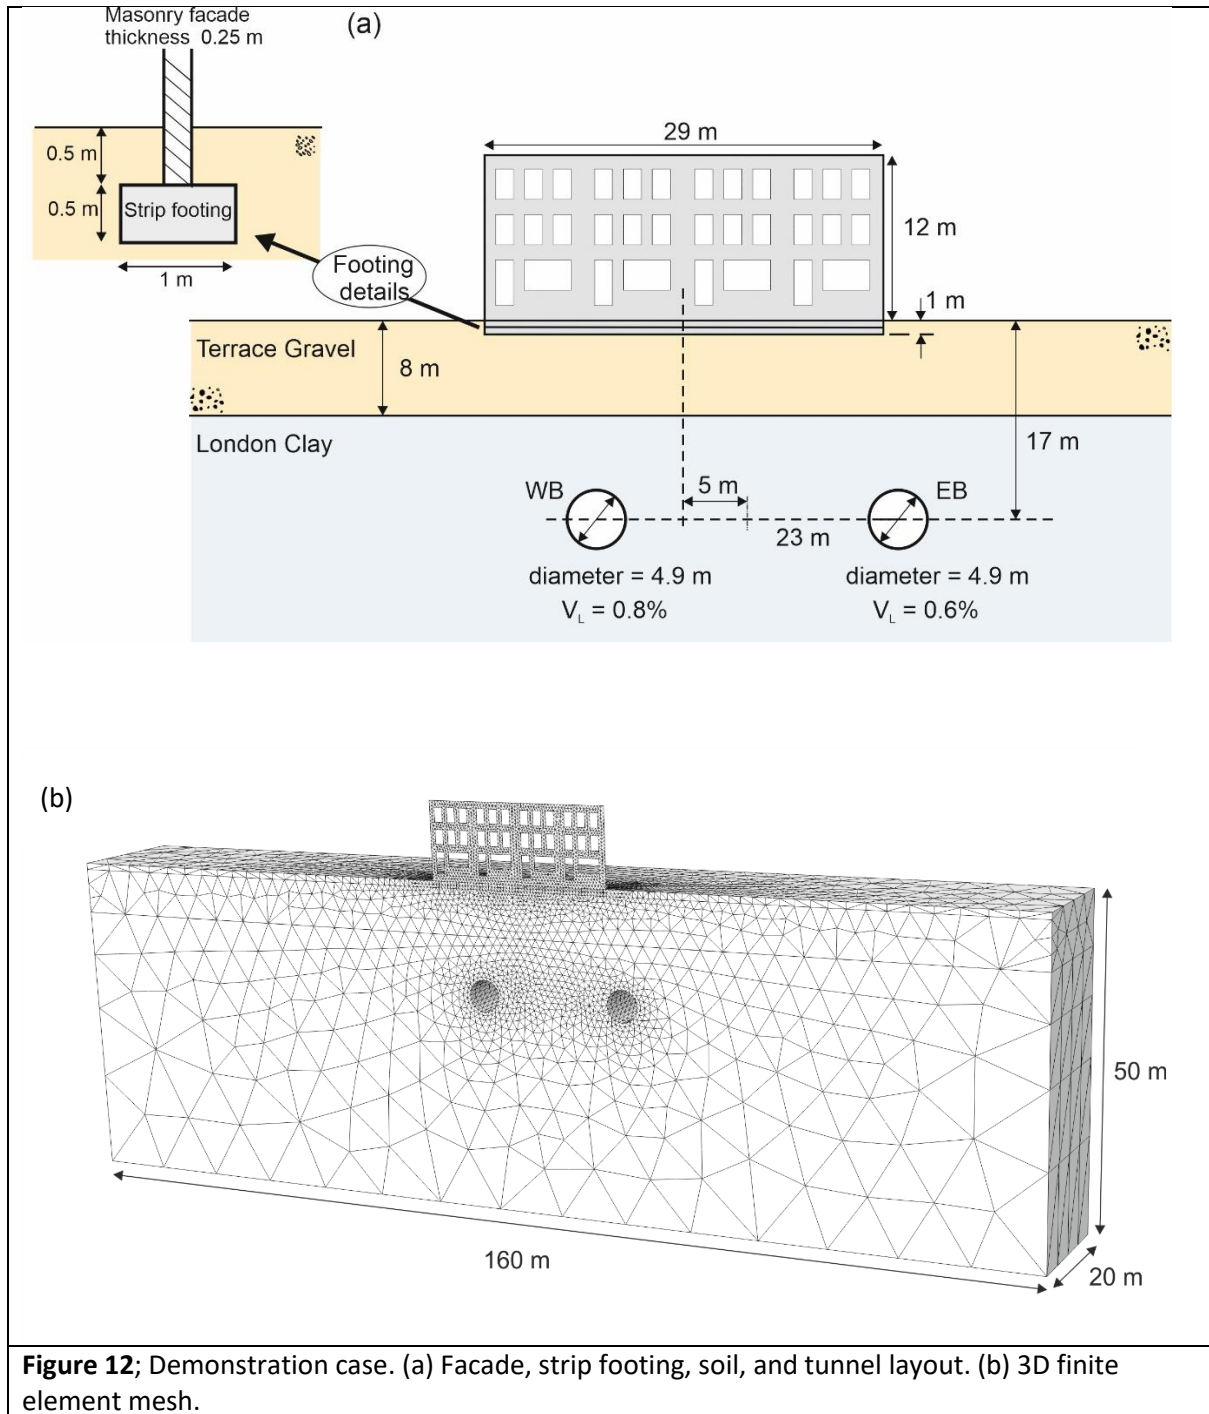 Masonry facade
thickness 0.25 m
(a)
29 m
0.5 m
0.5 m
Strip footing
1 m
Footing
details
12 m
1 m
Terrace Gravel
8 m
London Clay
17 m
WB
5 m
EB
23 m
diameter = 4.9 m
diameter = 4.9 m
VL = 0.8%
VL = 0.6%
(b)
50 m
160 m
20 m
Figure 12; Demonstration case. (a) Facade, strip footing, soil, and tunnel layout. (b) 3D finite
element mesh.